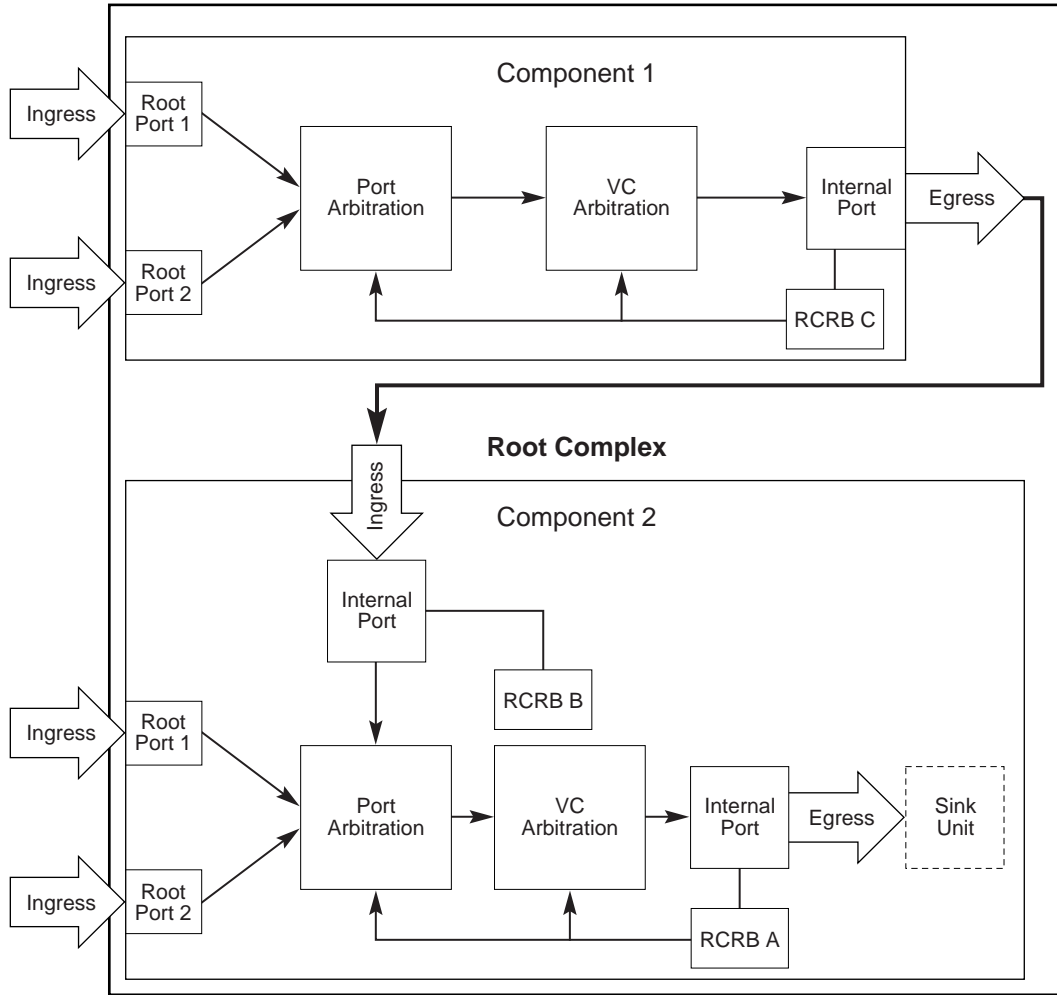 Component 1
Ingress
Root
Port 1
Port
Arbitration
VC
Arbitration
Internal
Port
Egress
Ingress
Root
Port 2
RCRB C
Root Complex
Ingress
Component 2
Internal
Port
RCRB B
Ingress
Root
Port 1
Port
Arbitration
VC
Arbitration
Internal
Port
Egress
Sink
Unit
Ingress
Root
Port 2
RCRB A